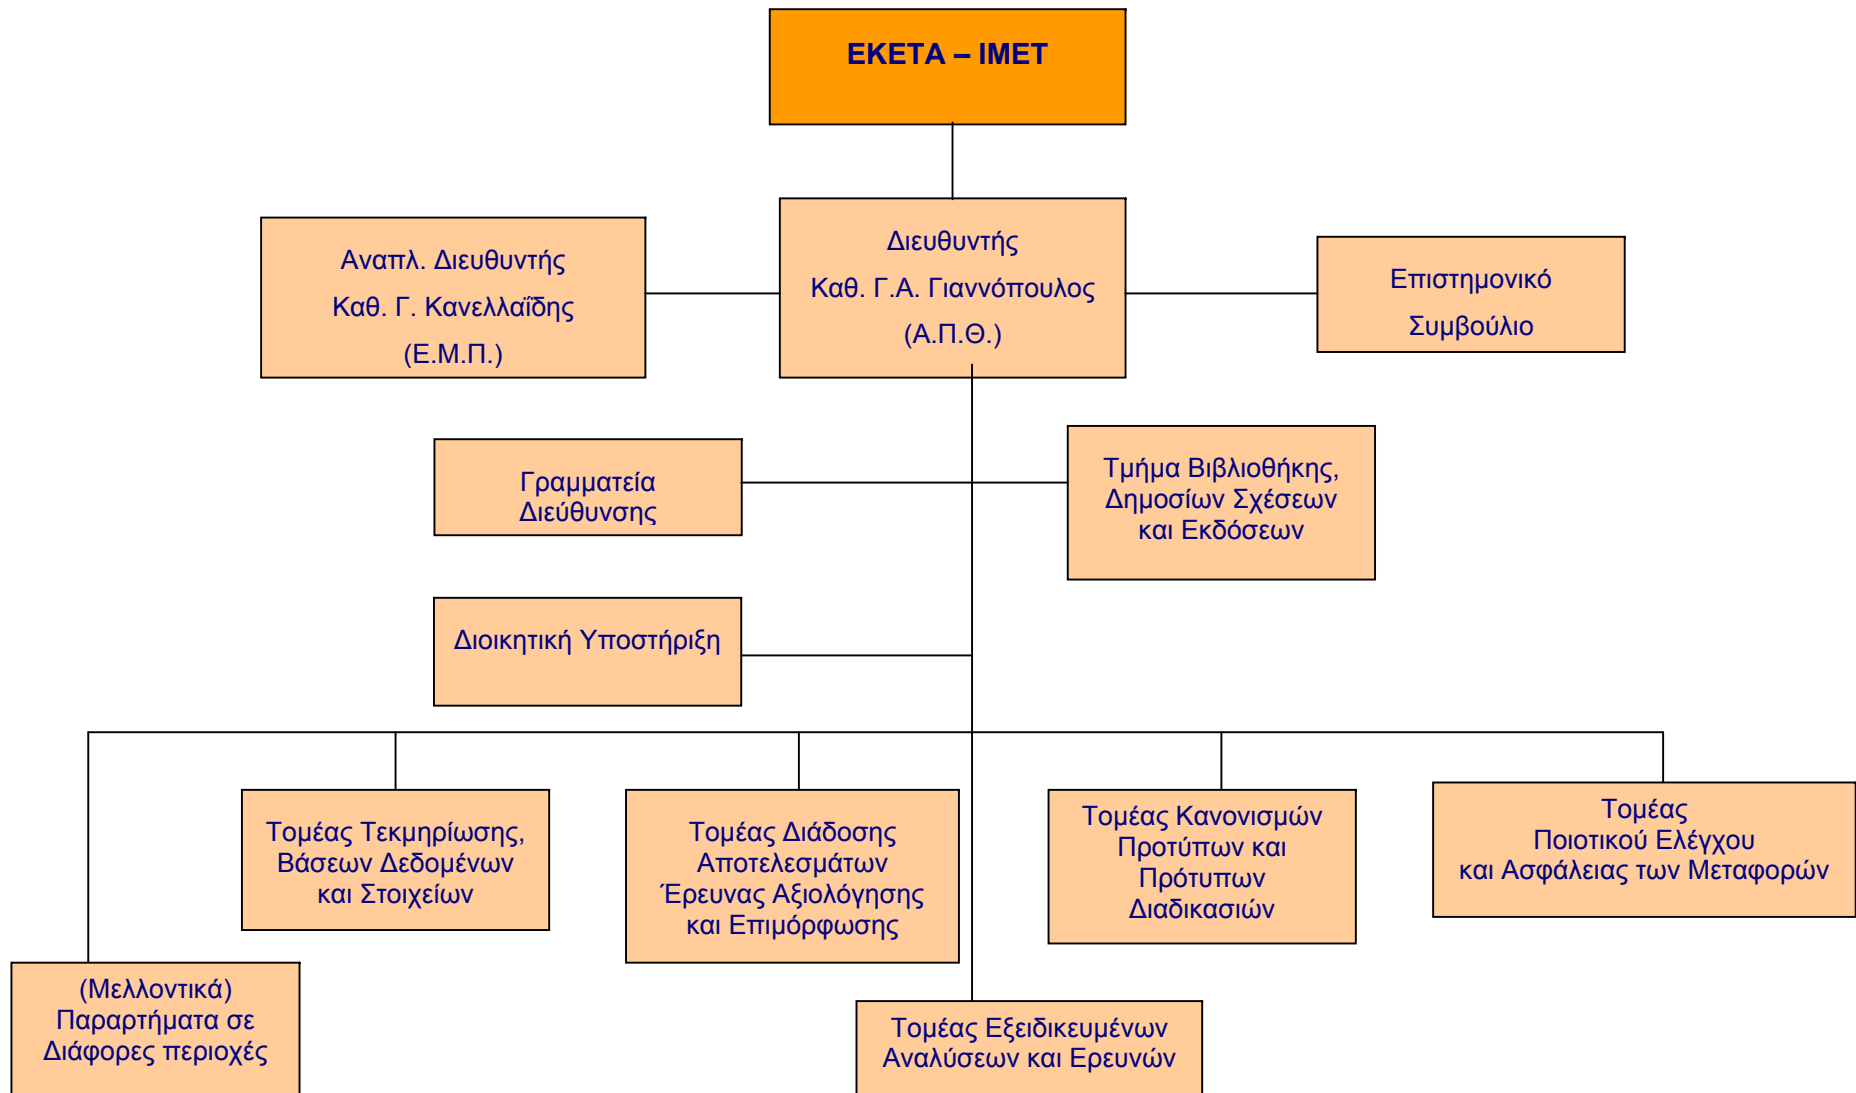 ΕΚΕΤΑ – ΙΜΕΤ
Αναπλ. Διευθυντής
Καθ. Γ. Κανελλαΐδης
(Ε.Μ.Π.)
Διευθυντής
Καθ. Γ.Α. Γιαννόπουλος
(Α.Π.Θ.)
Επιστημονικό
Συμβούλιο
Γραμματεία
Διεύθυνσης
Τμήμα Βιβλιοθήκης,
Δημοσίων Σχέσεων
και Εκδόσεων
Διοικητική Υποστήριξη
Τομέας Τεκμηρίωσης,
Βάσεων Δεδομένων
και Στοιχείων
Τομέας Διάδοσης
Αποτελεσμάτων
Έρευνας Αξιολόγησης
και Επιμόρφωσης
Τομέας Κανονισμών
Προτύπων και
Πρότυπων
Διαδικασιών
Τομέας
Ποιοτικού Ελέγχου
και Ασφάλειας των Μεταφορών
(Μελλοντικά)
Παραρτήματα σε
Διάφορες περιοχές
Τομέας Εξειδικευμένων
Αναλύσεων και Ερευνών